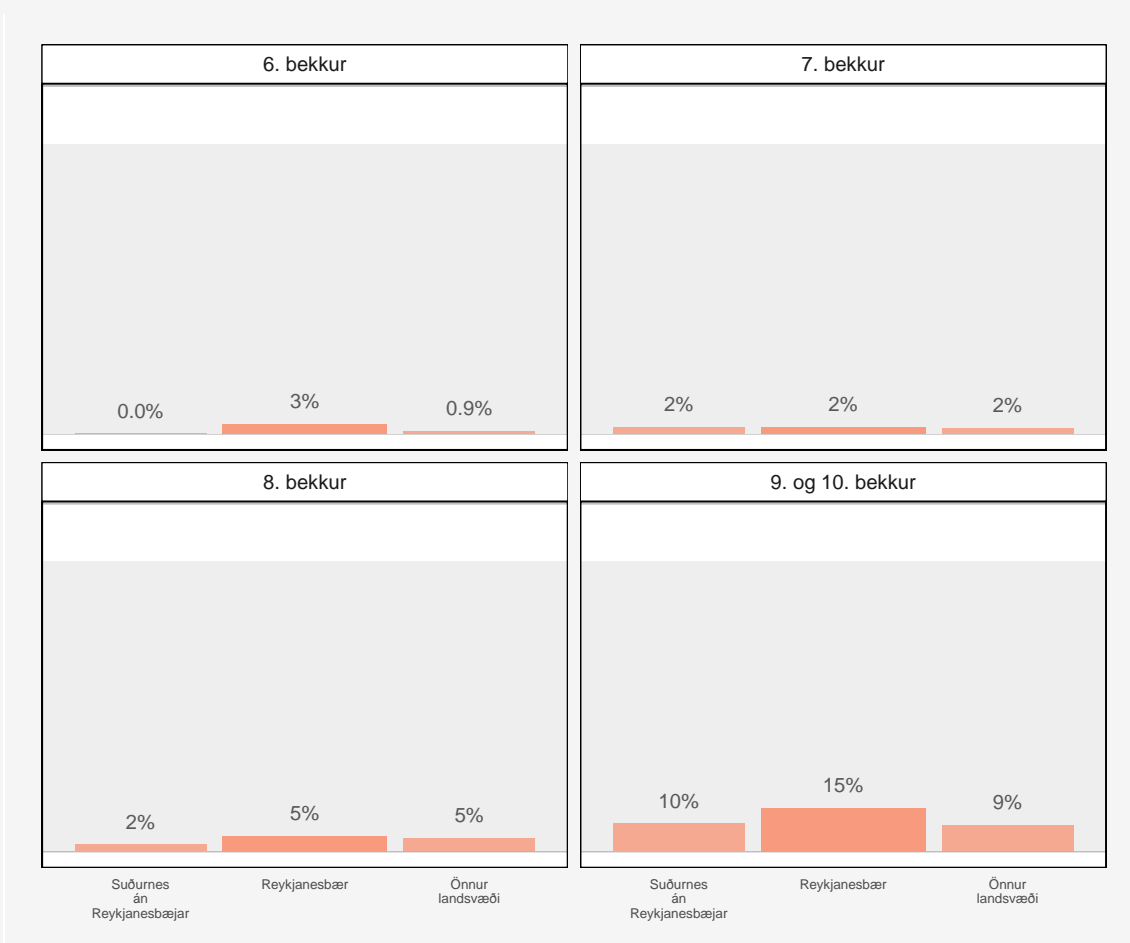 6. bekkur
0.0%
3%
0.9%
7. bekkur
2%
2%
2%
8. bekkur
2%
5%
5%
9. og 10. bekkur
10%
15%
9%
Suðurnes
án
Reykjanesbæjar
Reykjanesbær
Önnur
landsvæði
Suðurnes
án
Reykjanesbæjar
Reykjanesbær
Önnur
landsvæði